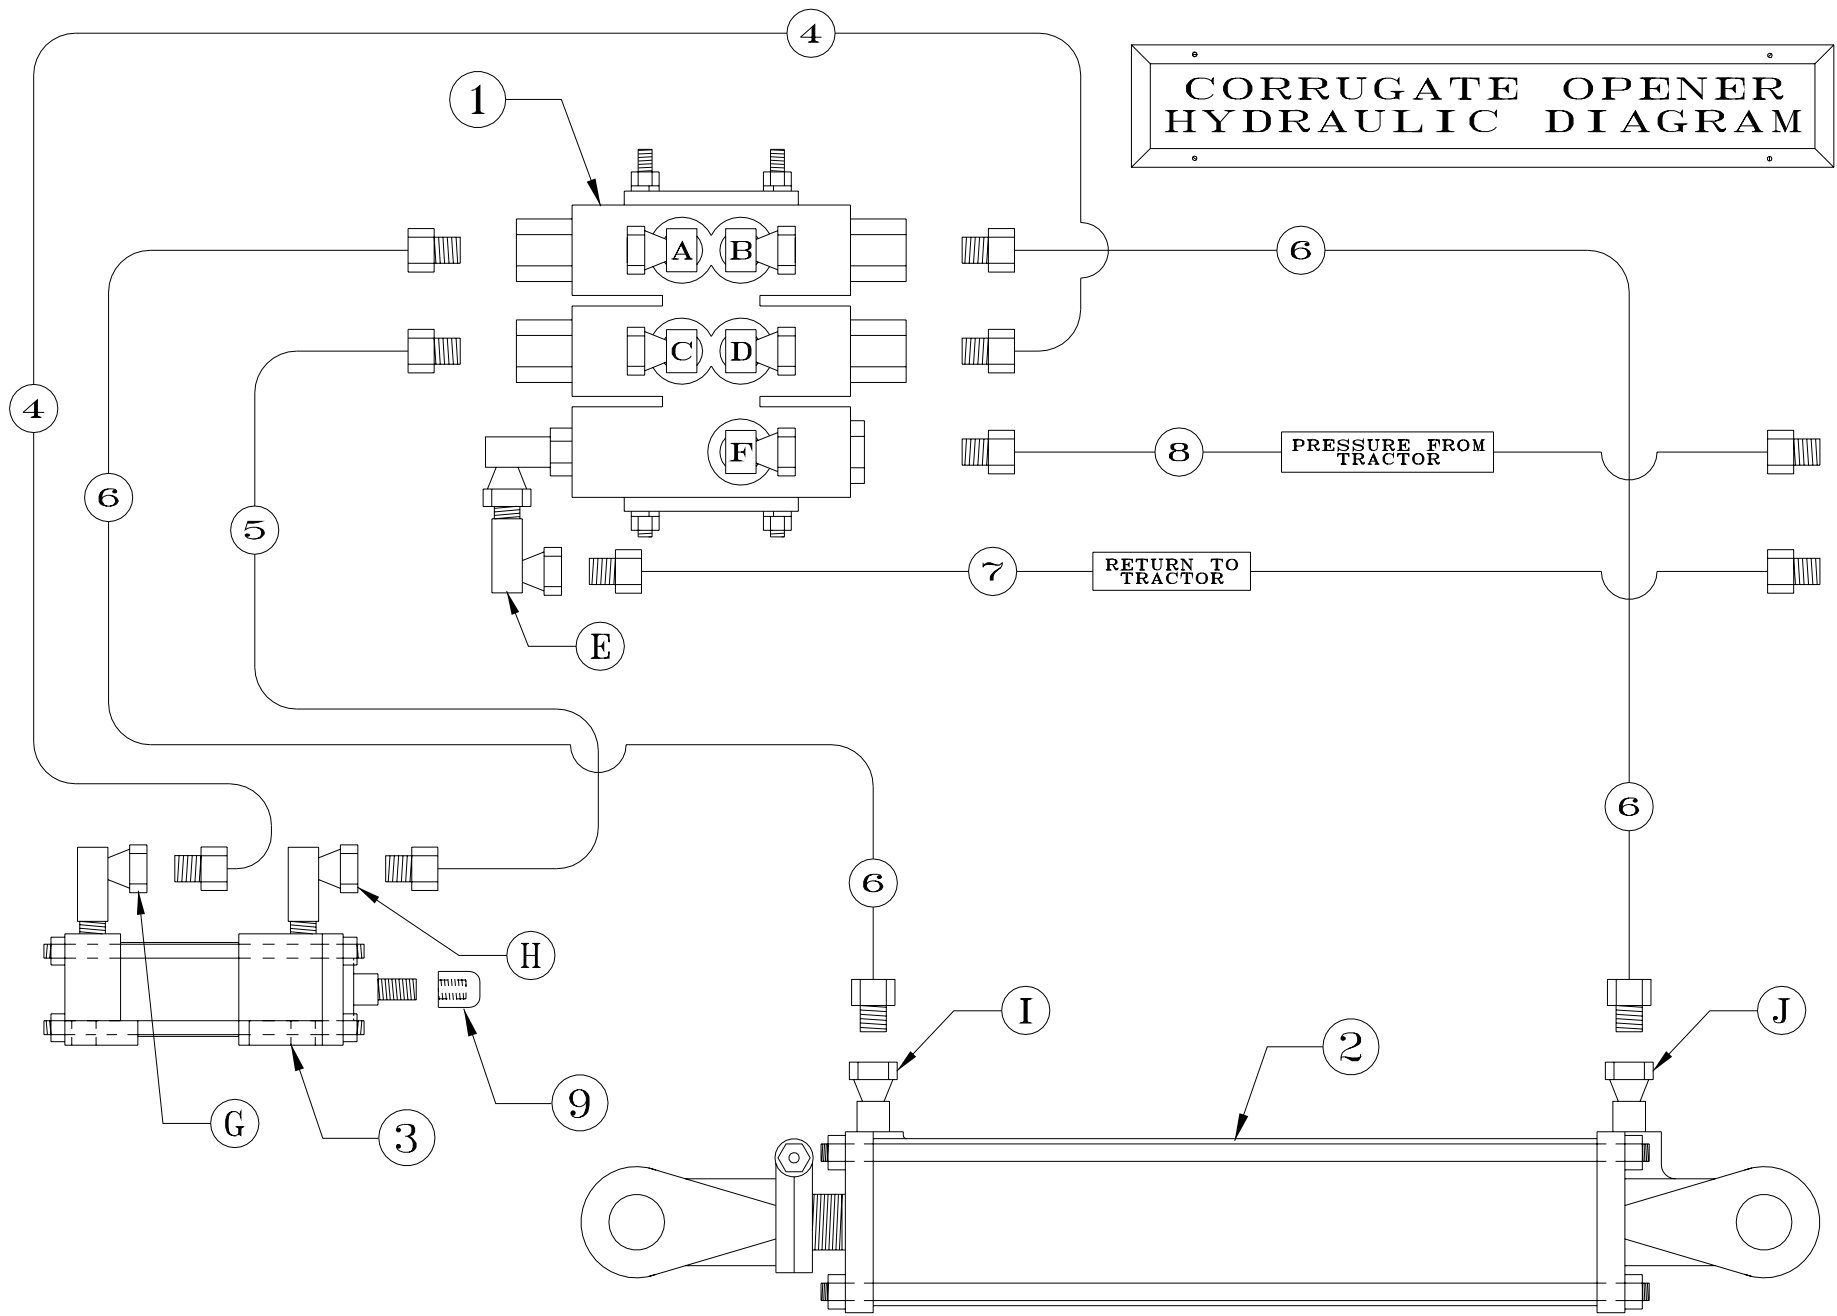 4
1
CORRUGATE OPENER
HYDRAULIC DIAGRAM
A B
6
C D
4
F
8
PRESSURE FROM
TRACTOR
6
5
7
RETURN TO
TRACTOR
E
6
6
H
I
J
2
9
G
3